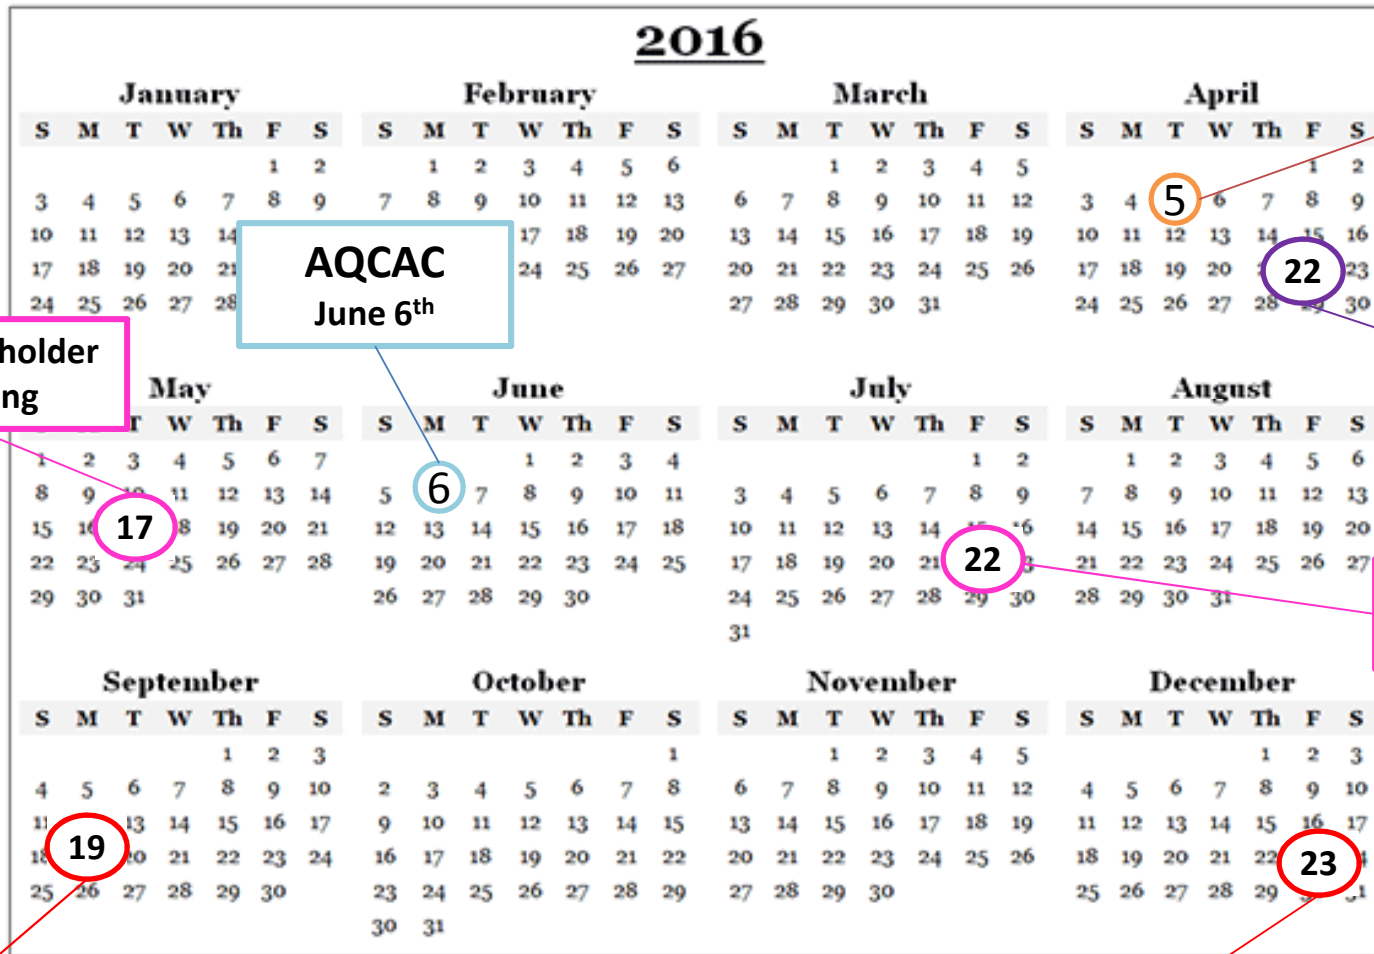 2016
January February March April
S M T W Th F S S M T W Th F S S M T W Th F S S M T W Th F S
1 2 1 2 3 4 5 6 1 2 3 4 5 1 2
3 4 5 6 7 8 9 7 8 9 10 11 12 13 6 7 8 9 10 11 12 3 4 5 6 7 8 9
10 11 12 13 14 17 18 19 20 13 14 15 16 17 18 19 10 11 12 13 14 15 16
17 18 19 20 21 24 25 26 27 20 21 22 23 24 25 26 17 18 19 20 22 23
24 25 26 27 28 27 28 29 30 31 24 25 26 27 28 29 30
AQCAC
June 6th
holder
ng
May June July August
T W Th F S S M T W Th F S S M T W Th F S S M T W Th F S
1 2 3 4 5 6 7 1 2 3 4 1 2 1 2 3 4 5 6
8 9 10 11 12 13 14 5 6 7 8 9 10 11 3 4 5 6 7 8 9 7 8 9 10 11 12 13
15 16 17 18 19 20 21 12 13 14 15 16 17 18 10 11 12 13 14 15 16 14 15 16 17 18 19 20
22 23 24 25 26 27 28 19 20 21 22 23 24 25 17 18 19 20 21 22 3 21 22 23 24 25 26 27
29 30 31 26 27 28 29 30 24 25 26 27 28 29 30 28 29 30 31
31
September October November December
S M T W Th F S S M T W Th F S S M T W Th F S S M T W Th F S
1 2 3 1 1 2 3 4 5 1 2 3
4 5 6 7 8 9 10 2 3 4 5 6 7 8 6 7 8 9 10 11 12 4 5 6 7 8 9 10
11 13 14 15 16 17 9 10 11 12 13 14 15 13 14 15 16 17 18 19 11 12 13 14 15 16 17
18 19 20 21 22 23 24 16 17 18 19 20 21 22 20 21 22 23 24 25 26 18 19 20 21 22 23 4
25 26 27 28 29 30 23 24 25 26 27 28 29 27 28 29 30 25 26 27 28 29 31
30 31